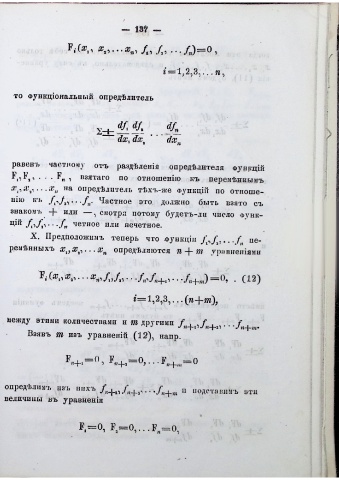 — 137 —
F_i(x_1, x_2, ... x_n, f_1, f_2, ... f_n)=0,
i=1,2,3,...n,
то функціональный опредѣлитель
Σ± df_1/dx_1 df_2/dx_2 ... df_n/dx_n
равенъ частному отъ раздѣленія опредѣлителя функцій
F_1,F_2, . . . F_n , взятаго по отношенію къ перемѣннымъ
x_1,x_2,...x_n на опредѣлитель тѣхъ-же функцій по отноше-
нію къ f_1,f_2,...f_n. Частное это должно быть взято съ
знакомъ + или —, смотря потому будетъ-ли число функ-
цій f_1,f_2,...f_n четное или нечетное.
X. Предположимъ теперь что функціи f_1,f_2,...f_n пе-
ремѣнныхъ x_1,x_2,...x_n опредѣляются n + m уравненіями
F_i(x_1,x_2,...x_n,f_1,f_2,...f_n,f_{n+1},...f_{n+m})=0, . (12)
i=1,2,3,...(n+m),
между этими количествами и m другими f_{n+1},f_{n+2},...f_{n+m}.
Взявъ m изъ уравненій (12), напр.
F_{n+1}=0, F_{n+2}=0,...F_{n+m}=0
опредѣлимъ изъ нихъ f_{n+1},f_{n+2},...f_{n+m} и подставимъ эти
величины въ уравненія
F_1=0, F_2=0,...F_n=0,